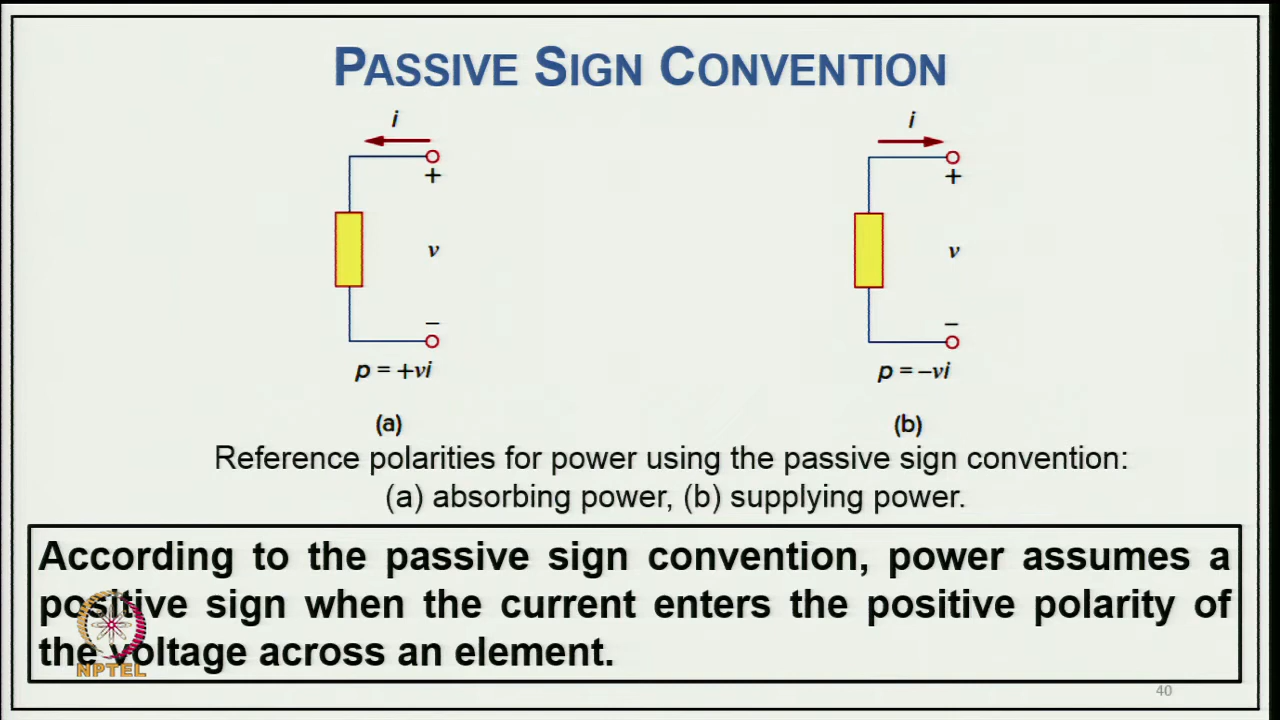 PASSIVE SIGN CONVENTION
i i
+ +
v v
– –
p = +vi p = –vi
(a) (b)
Reference polarities for power using the passive sign convention:
(a) absorbing power, (b) supplying power.
According to the passive sign convention, power assumes a
positive sign when the current enters the positive polarity of
the voltage across an element.
NPTEL
40